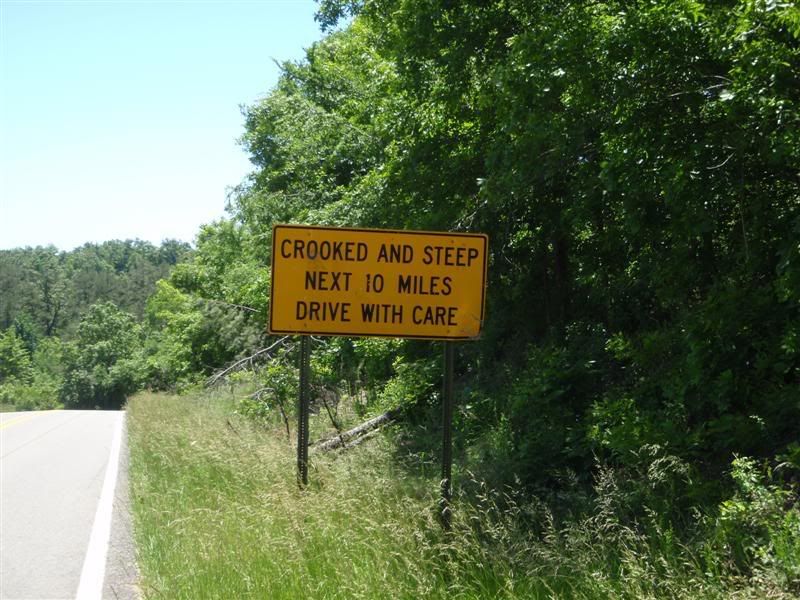 CROOKED AND STEEP
NEXT 10 MILES
DRIVE WITH CARE